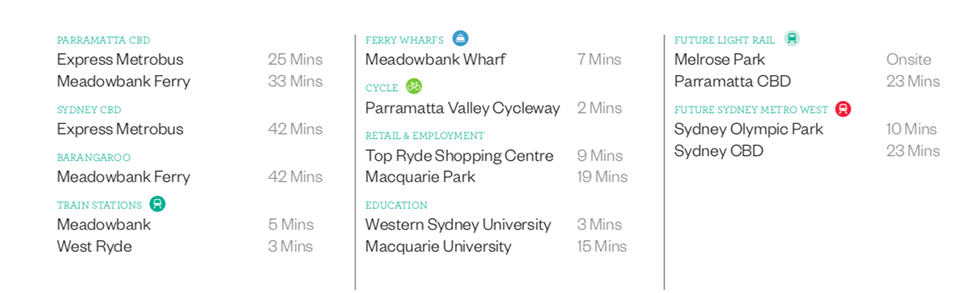 PARRAMATTA CBD
Express Metrobus 25 Mins
Meadowbank Ferry 33 Mins
SYDNEY CBD
Express Metrobus 42 Mins
BARANGAROO
Meadowbank Ferry 42 Mins
TRAIN STATIONS
Meadowbank 5 Mins
West Ryde 3 Mins
FERRY WHARFS
Meadowbank Wharf 7 Mins
CYCLE
Parramatta Valley Cycleway 2 Mins
RETAIL & EMPLOYMENT
Top Ryde Shopping Centre 9 Mins
Macquarie Park 19 Mins
EDUCATION
Western Sydney University 3 Mins
Macquarie University 15 Mins
FUTURE LIGHT RAIL
Melrose Park Onsite
Parramatta CBD 23 Mins
FUTURE SYDNEY METRO WEST
Sydney Olympic Park 10 Mins
Sydney CBD 23 Mins